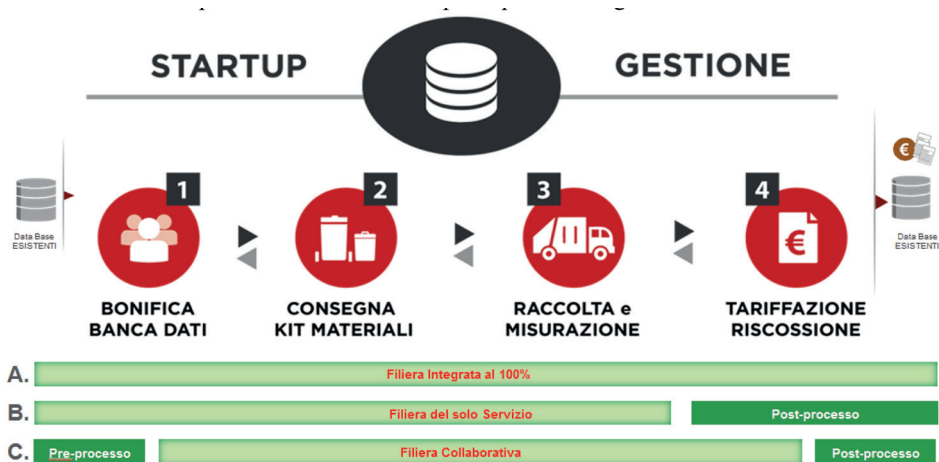 STARTUP
GESTIONE
1
2
3
4
€
€
Data Base
ESISTENTI
Data Base
ESISTENTI
BONIFICA
BANCA DATI
CONSEGNA
KIT MATERIALI
RACCOLTA e
MISURAZIONE
TARIFFAZIONE
RISCOSSIONE
A.
Filiera Integrata al 100%
B.
Filiera del solo Servizio
Post-processo
C.
Pre-processo
Filiera Collaborativa
Post-processo